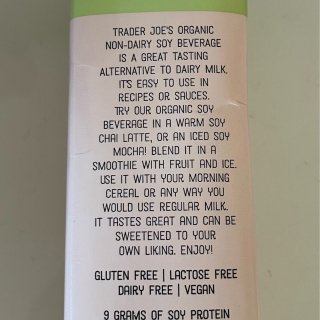 TRADER JOE'S ORGANIC
NON-DAIRY SOY BEVERAGE
IS A GREAT TASTING
ALTERNATIVE TO DAIRY MILK.
IT'S EASY TO USE IN
RECIPES OR SAUCES.
TRY OUR ORGANIC SOY
BEVERAGE IN A WARM SOY
CHAI LATTE, OR AN ICED SOY
MOCHA! BLEND IT IN A
SMOOTHIE WITH FRUIT AND ICE.
USE IT WITH YOUR MORNING
CEREAL OR ANY WAY YOU
WOULD USE REGULAR MILK.
IT TASTES GREAT AND CAN BE
SWEETENED TO YOUR
OWN LIKING. ENJOY!
GLUTEN FREE | LACTOSE FREE
DAIRY FREE | VEGAN
9 GRAMS OF SOY PROTEIN